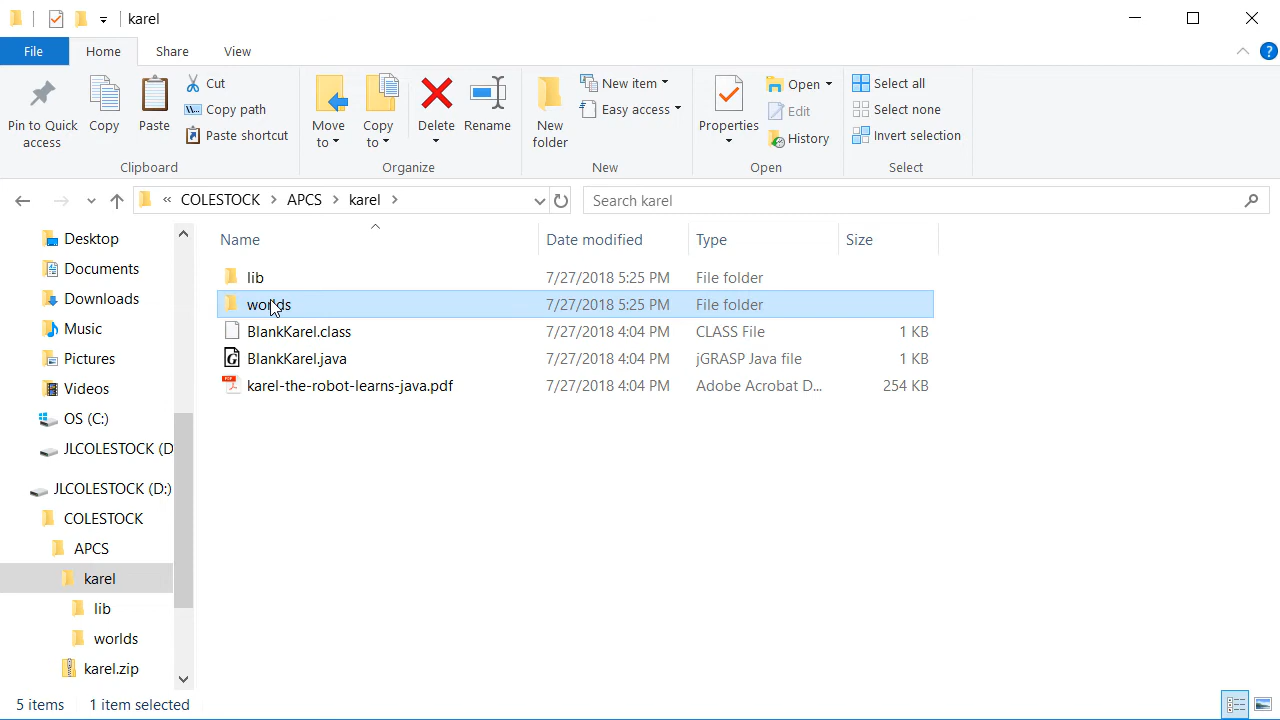 karel
File Home Share View
Pin to Quick access
Copy
Paste
Cut
Copy path
Paste shortcut
Clipboard
Move to
Copy to
Delete
Rename
Organize
New folder
New item
Easy access
New
Properties
Open
Edit
History
Open
Select all
Select none
Invert selection
Select
« COLESTOCK > APCS > karel >
Search karel
Name Date modified Type Size
lib 7/27/2018 5:25 PM File folder
worlds 7/27/2018 5:25 PM File folder
BlankKarel.class 7/27/2018 4:04 PM CLASS File 1 KB
BlankKarel.java 7/27/2018 4:04 PM jGRASP Java file 1 KB
karel-the-robot-learns-java.pdf 7/27/2018 4:04 PM Adobe Acrobat D... 254 KB
Desktop
Documents
Downloads
Music
Pictures
Videos
OS (C:)
JLCOLESTOCK (D
JLCOLESTOCK (D:)
COLESTOCK
APCS
karel
lib
worlds
karel.zip
5 items 1 item selected